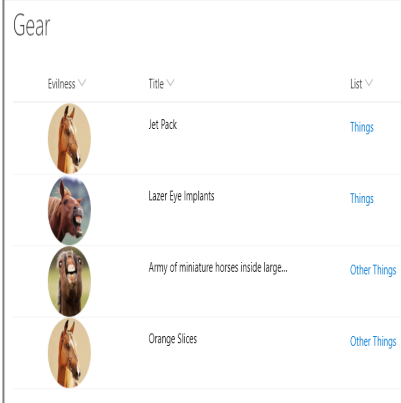 Gear
Evilness Title List
Jet Pack Things
Lazer Eye Implants Things
Army of miniature horses inside large... Other Things
Orange Slices Other Things